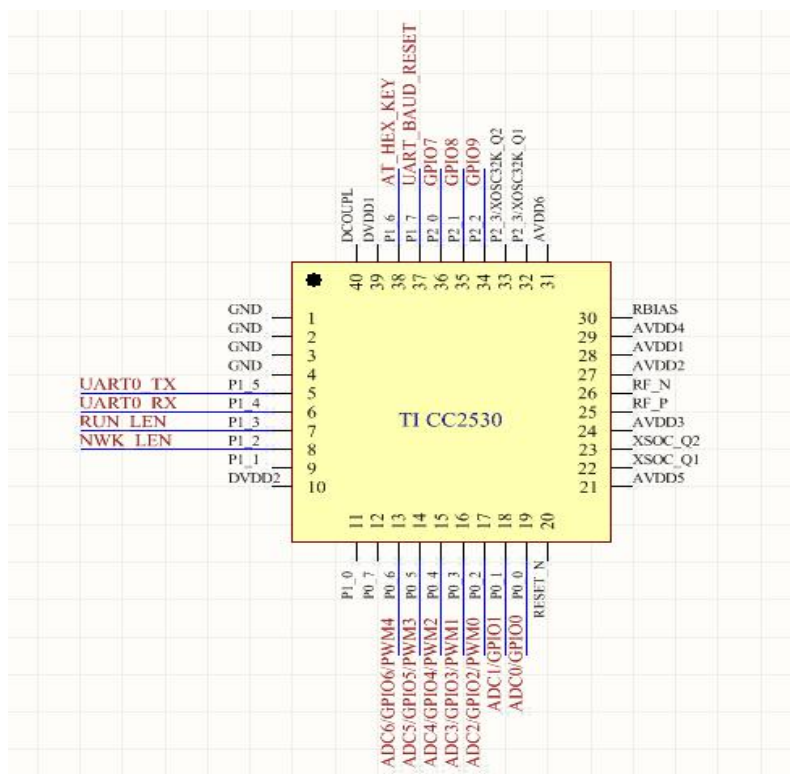 AT_HEX_KEY
UART_BAUD_RESET
GPIO7
GPIO8
GPIO9
DCOUPL
DVDD1
P1_6
P1_7
P2_0
P2_1
P2_2
P2_3/XOSC32K_Q2
P2_3/XOSC32K_Q1
AVDD6
40
39
38
37
36
35
34
33
32
31
GND
1
GND
2
GND
3
GND
4
UART0_TX P1_5
5
UART0_RX P1_4
6
RUN_LEN P1_3
7
NWK_LEN P1_2
8
P1_1
9
DVDD2
10
TI CC2530
RBIAS
30
AVDD4
29
AVDD1
28
AVDD2
27
RF_N
26
RF_P
25
AVDD3
24
XSOC_Q2
23
XSOC_Q1
22
AVDD5
21
11
12
13
14
15
16
17
18
19
20
P1_0
P0_7
P0_6
P0_5
P0_4
P0_3
P0_2
P0_1
P0_0
RESET_N
ADC6/GPIO6/PWM4
ADC5/GPIO5/PWM3
ADC4/GPIO4/PWM2
ADC3/GPIO3/PWM1
ADC2/GPIO2/PWM0
ADC1/GPIO1
ADC0/GPIO0